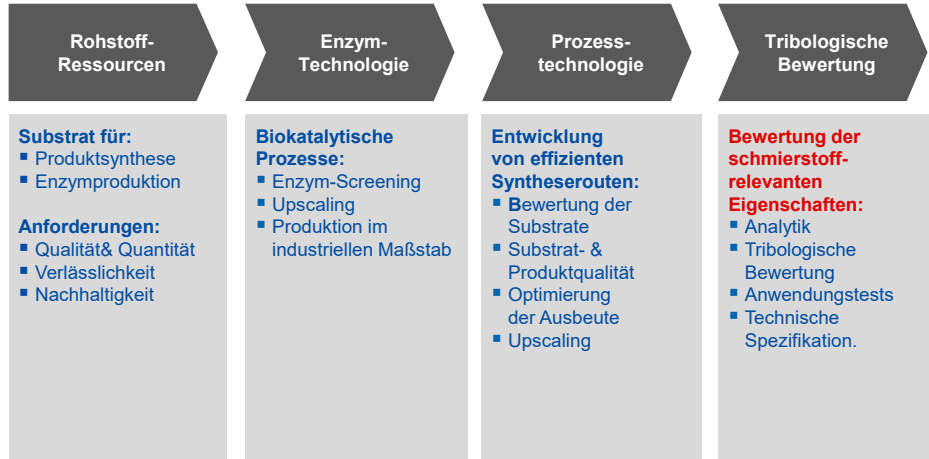 Rohstoff-
Ressourcen
Enzym-
Technologie
Prozess-
technologie
Tribologische
Bewertung
Substrat für:
▪ Produktsynthese
▪ Enzymproduktion
Anforderungen:
▪ Qualität& Quantität
▪ Verlässlichkeit
▪ Nachhaltigkeit
Biokatalytische
Prozesse:
▪ Enzym-Screening
▪ Upscaling
▪ Produktion im
industriellen Maßstab
Entwicklung
von effizienten
Syntheserouten:
▪ Bewertung der
Substrate
▪ Substrat- &
Produktqualität
▪ Optimierung
der Ausbeute
▪ Upscaling
Bewertung der
schmierstoff-
relevanten
Eigenschaften:
▪ Analytik
▪ Tribologische
Bewertung
▪ Anwendungstests
▪ Technische
Spezifikation.